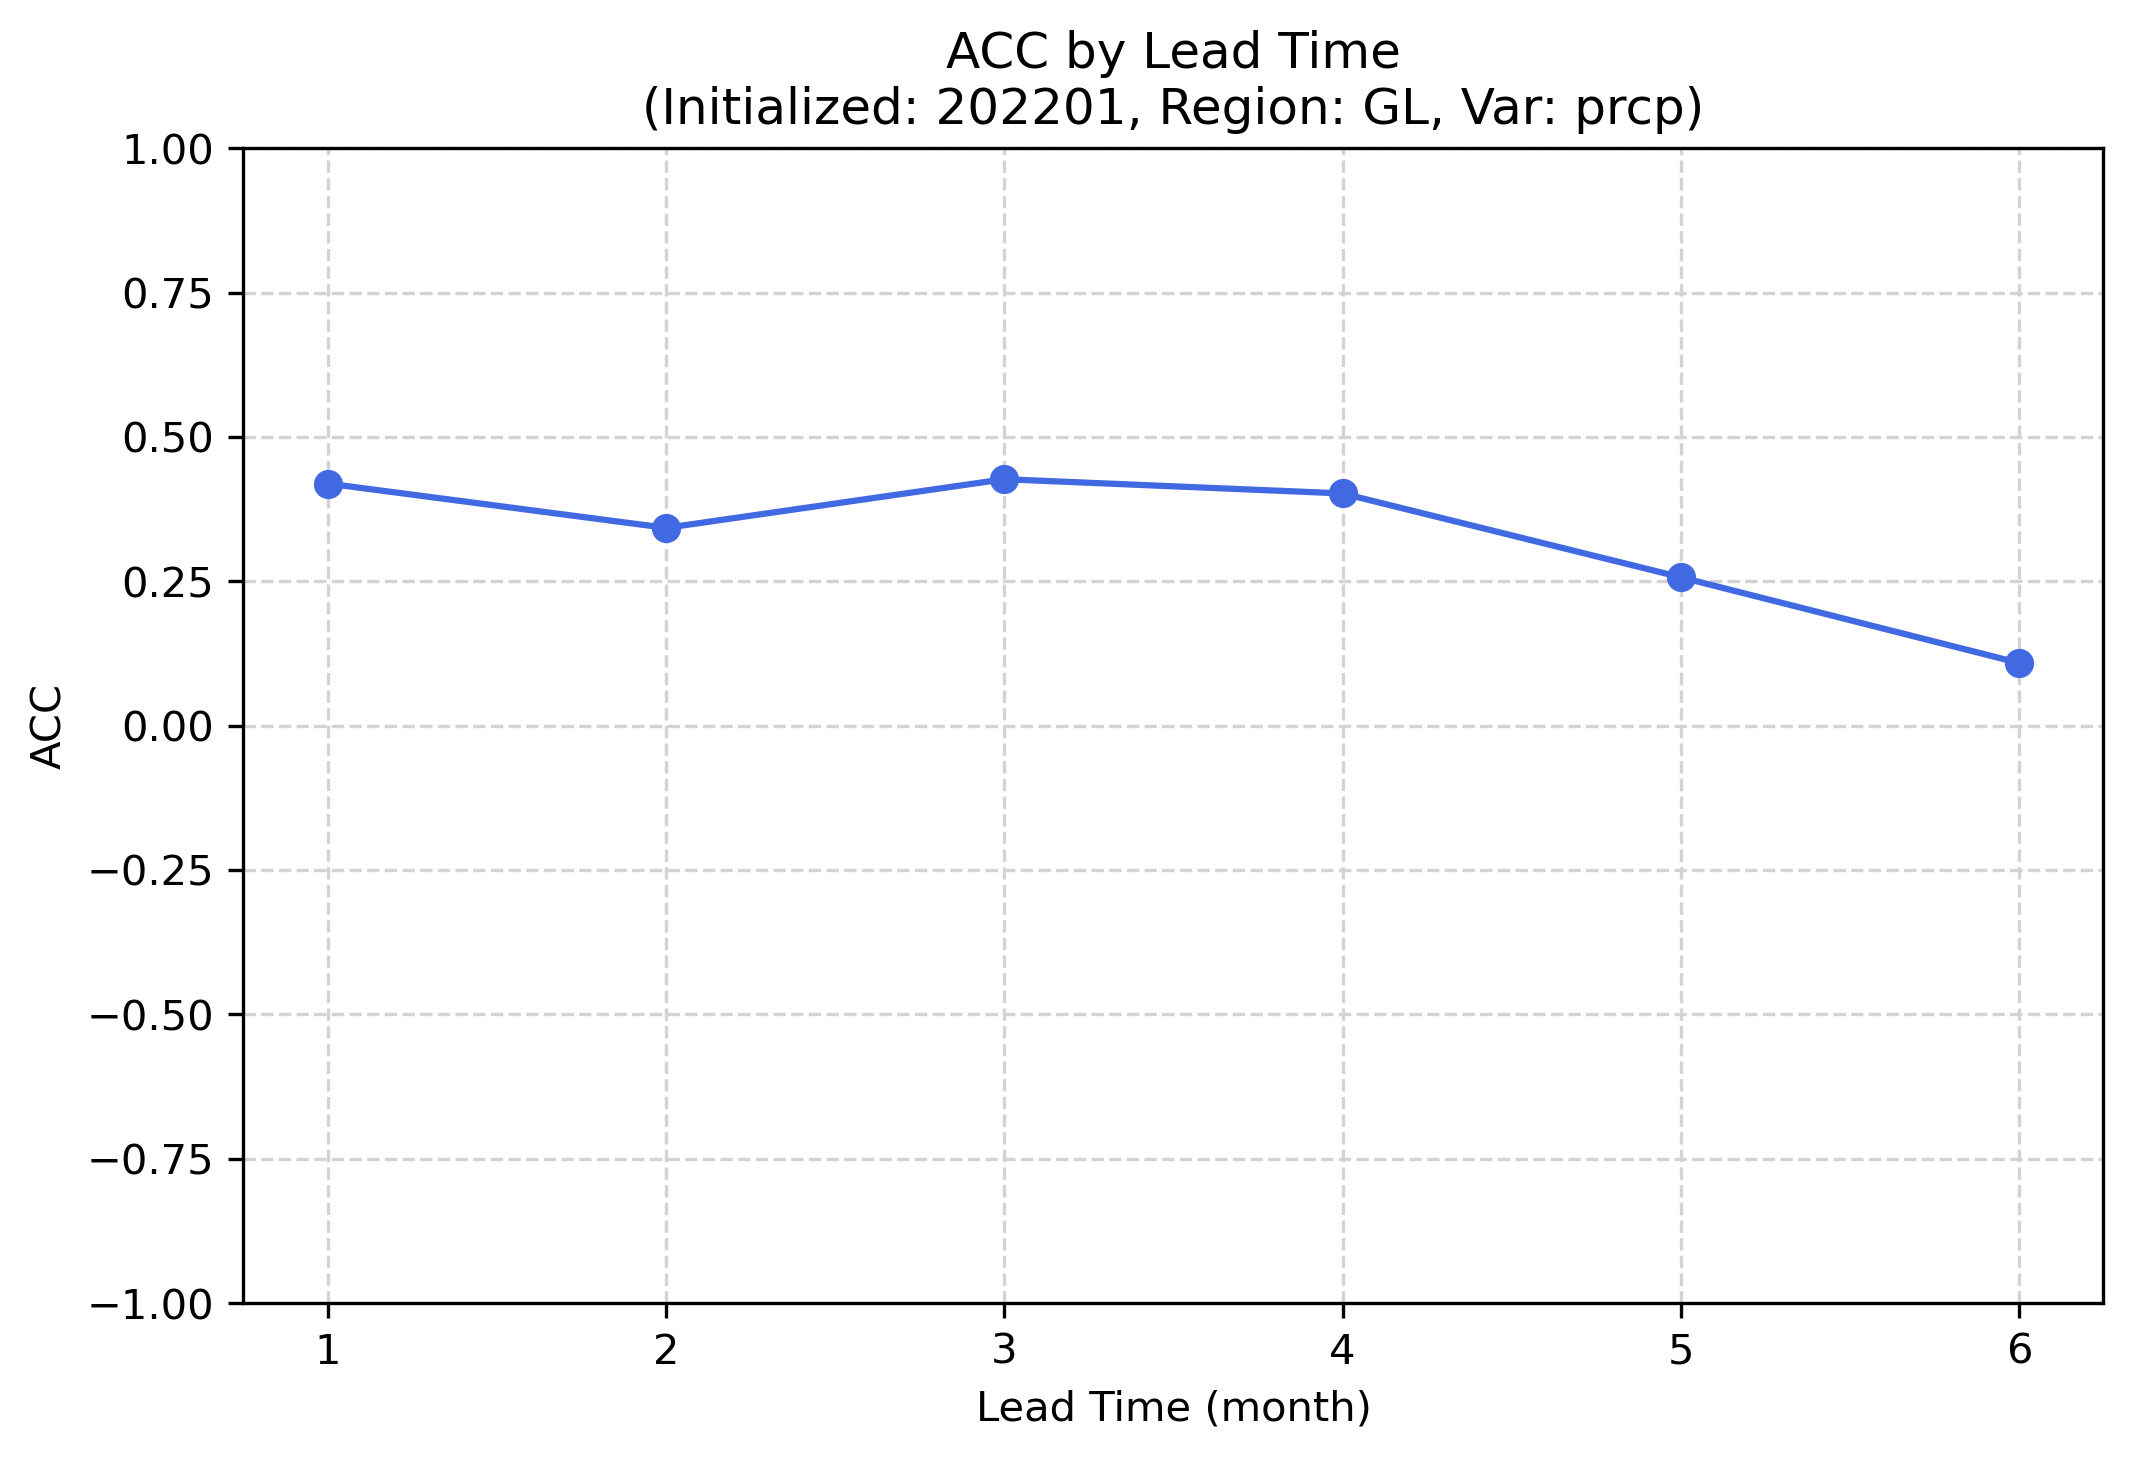 ACC by Lead Time
(Initialized: 202201, Region: GL, Var: prcp)
1.00
0.75
0.50
0.25
0.00
−0.25
−0.50
−0.75
−1.00
ACC
1 2 3 4 5 6
Lead Time (month)